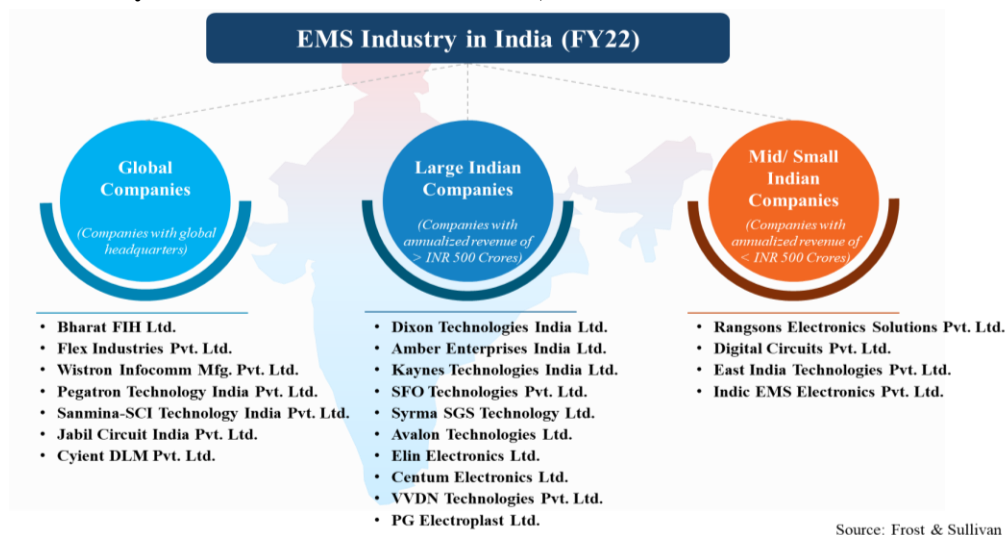 EMS Industry in India (FY22)
Global
Companies
(Companies with global
headquarters)
Large Indian
Companies
(Companies with
annualized revenue of
> INR 500 Crores)
Mid/ Small
Indian
Companies
(Companies with
annualized revenue of
< INR 500 Crores)
• Bharat FIH Ltd.
• Flex Industries Pvt. Ltd.
• Wistron Infocomm Mfg. Pvt. Ltd.
• Pegatron Technology India Pvt. Ltd.
• Sanmina-SCI Technology India Pvt. Ltd.
• Jabil Circuit India Pvt. Ltd.
• Cyient DLM Pvt. Ltd.
• Dixon Technologies India Ltd.
• Amber Enterprises India Ltd.
• Kaynes Technologies India Ltd.
• SFO Technologies Pvt. Ltd.
• Syrma SGS Technology Ltd.
• Avalon Technologies Ltd.
• Elin Electronics Ltd.
• Centum Electronics Ltd.
• VVDN Technologies Pvt. Ltd.
• PG Electroplast Ltd.
• Rangsons Electronics Solutions Pvt. Ltd.
• Digital Circuits Pvt. Ltd.
• East India Technologies Pvt. Ltd.
• Indic EMS Electronics Pvt. Ltd.
Source: Frost & Sullivan